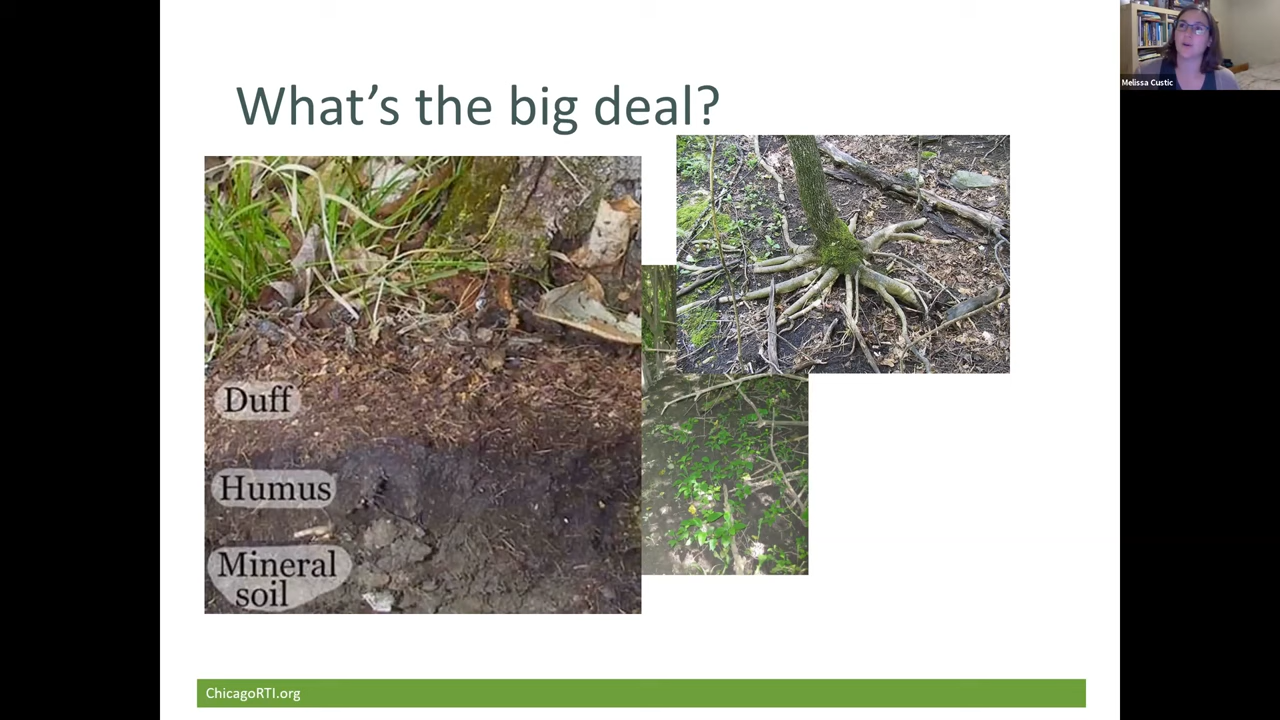 What's the big deal?
Melissa Custic
Duff
Humus
Mineral
soil
ChicagoRTI.org